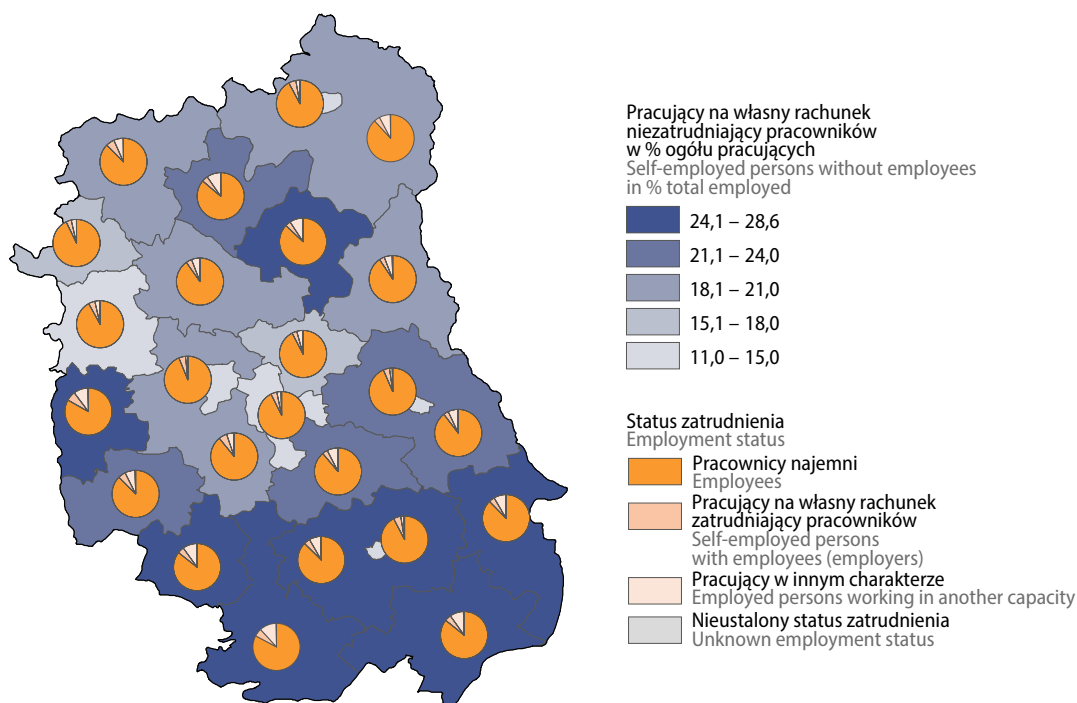 Pracujący na własny rachunek
niezatrudniający pracowników
w % ogółu pracujących
Self-employed persons without employees
in % total employed
24,1 – 28,6
21,1 – 24,0
18,1 – 21,0
15,1 – 18,0
11,0 – 15,0
Status zatrudnienia
Employment status
Pracownicy najemni
Employees
Pracujący na własny rachunek
zatrudniający pracowników
Self-employed persons
with employees (employers)
Pracujący w innym charakterze
Employed persons working in another capacity
Nieustalony status zatrudnienia
Unknown employment status